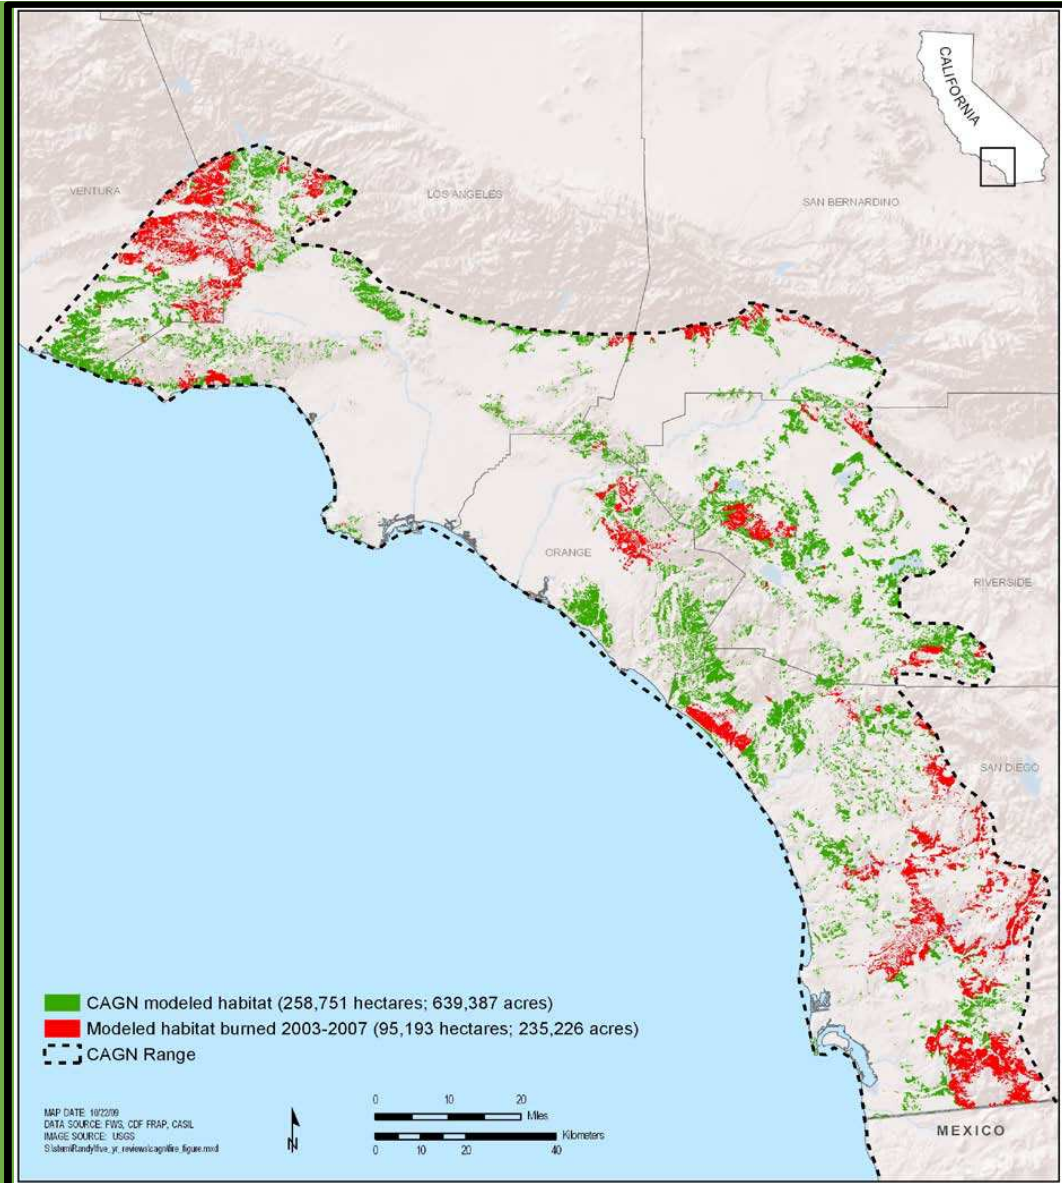 CALIFORNIA
VENTURA
LOS ANGELES
SAN BERNARDINO
ORANGE
RIVERSIDE
SAN DIEGO
MEXICO
CAGN modeled habitat (258,751 hectares; 639,387 acres)
Modeled habitat burned 2003-2007 (95,193 hectares; 235,226 acres)
CAGN Range
MAP DATE: 10/22/09
DATA SOURCE: FWS, CDF FRAP, CASIL
IMAGE SOURCE: USGS
N
0 10 20
Miles
Kilometers
0 10 20 40